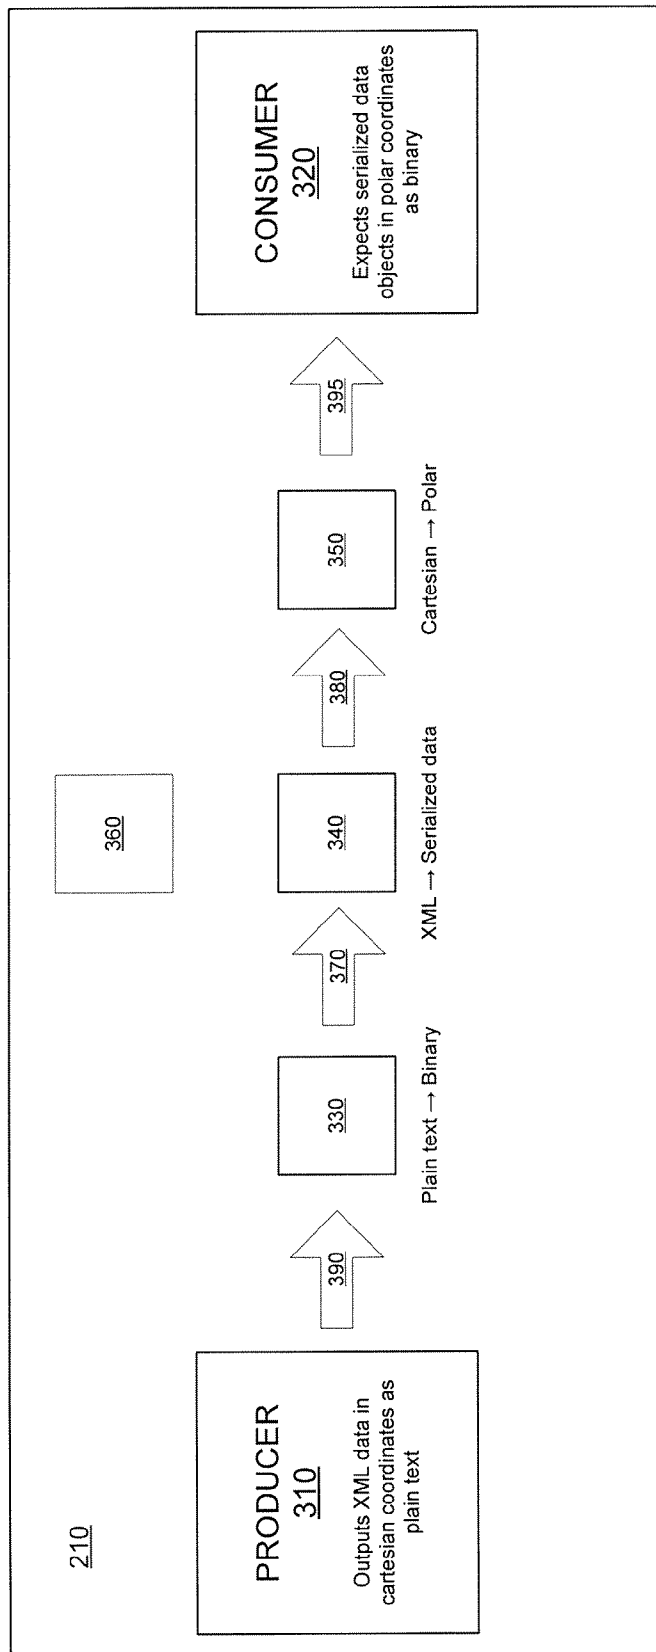 210
PRODUCER
310
Outputs XML data in
cartesian coordinates as
plain text
390
330
Plain text → Binary
370
360
340
XML → Serialized data
380
350
Cartesian → Polar
395
CONSUMER
320
Expects serialized data
objects in polar coordinates
as binary